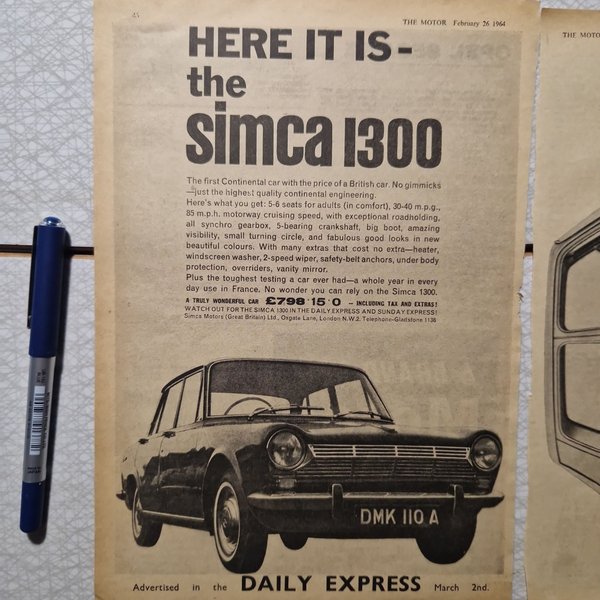 THE MOTOR February 26 1964
HERE IT IS -
the
simca 1300
The first Continental car with the price of a British car. No gimmicks
—just the highest quality continental engineering.
Here's what you get: 5-6 seats for adults (in comfort), 30-40 m.p.g.,
85 m.p.h. motorway cruising speed, with exceptional roadholding,
all synchro gearbox, 5-bearing crankshaft, big boot, amazing
visibility, small turning circle, and fabulous good looks in new
beautiful colours. With many extras that cost no extra—heater,
windscreen washer, 2-speed wiper, safety-belt anchors, under body
protection, overriders, vanity mirror.
Plus the toughest testing a car ever had—a whole year in every
day use in France. No wonder you can rely on the Simca 1300.
A TRULY WONDERFUL CAR £798 15 0 – INCLUDING TAX AND EXTRAS!
WATCH OUT FOR THE SIMCA 1300 IN THE DAILY EXPRESS AND SUNDAY EXPRESS!
Simca Motors (Great Britain) Ltd., Osgate Lane, London N.W.2. Telephone-Gladstone 1136
DMK 110 A
Advertised in the DAILY EXPRESS March 2nd.
THE MOTO